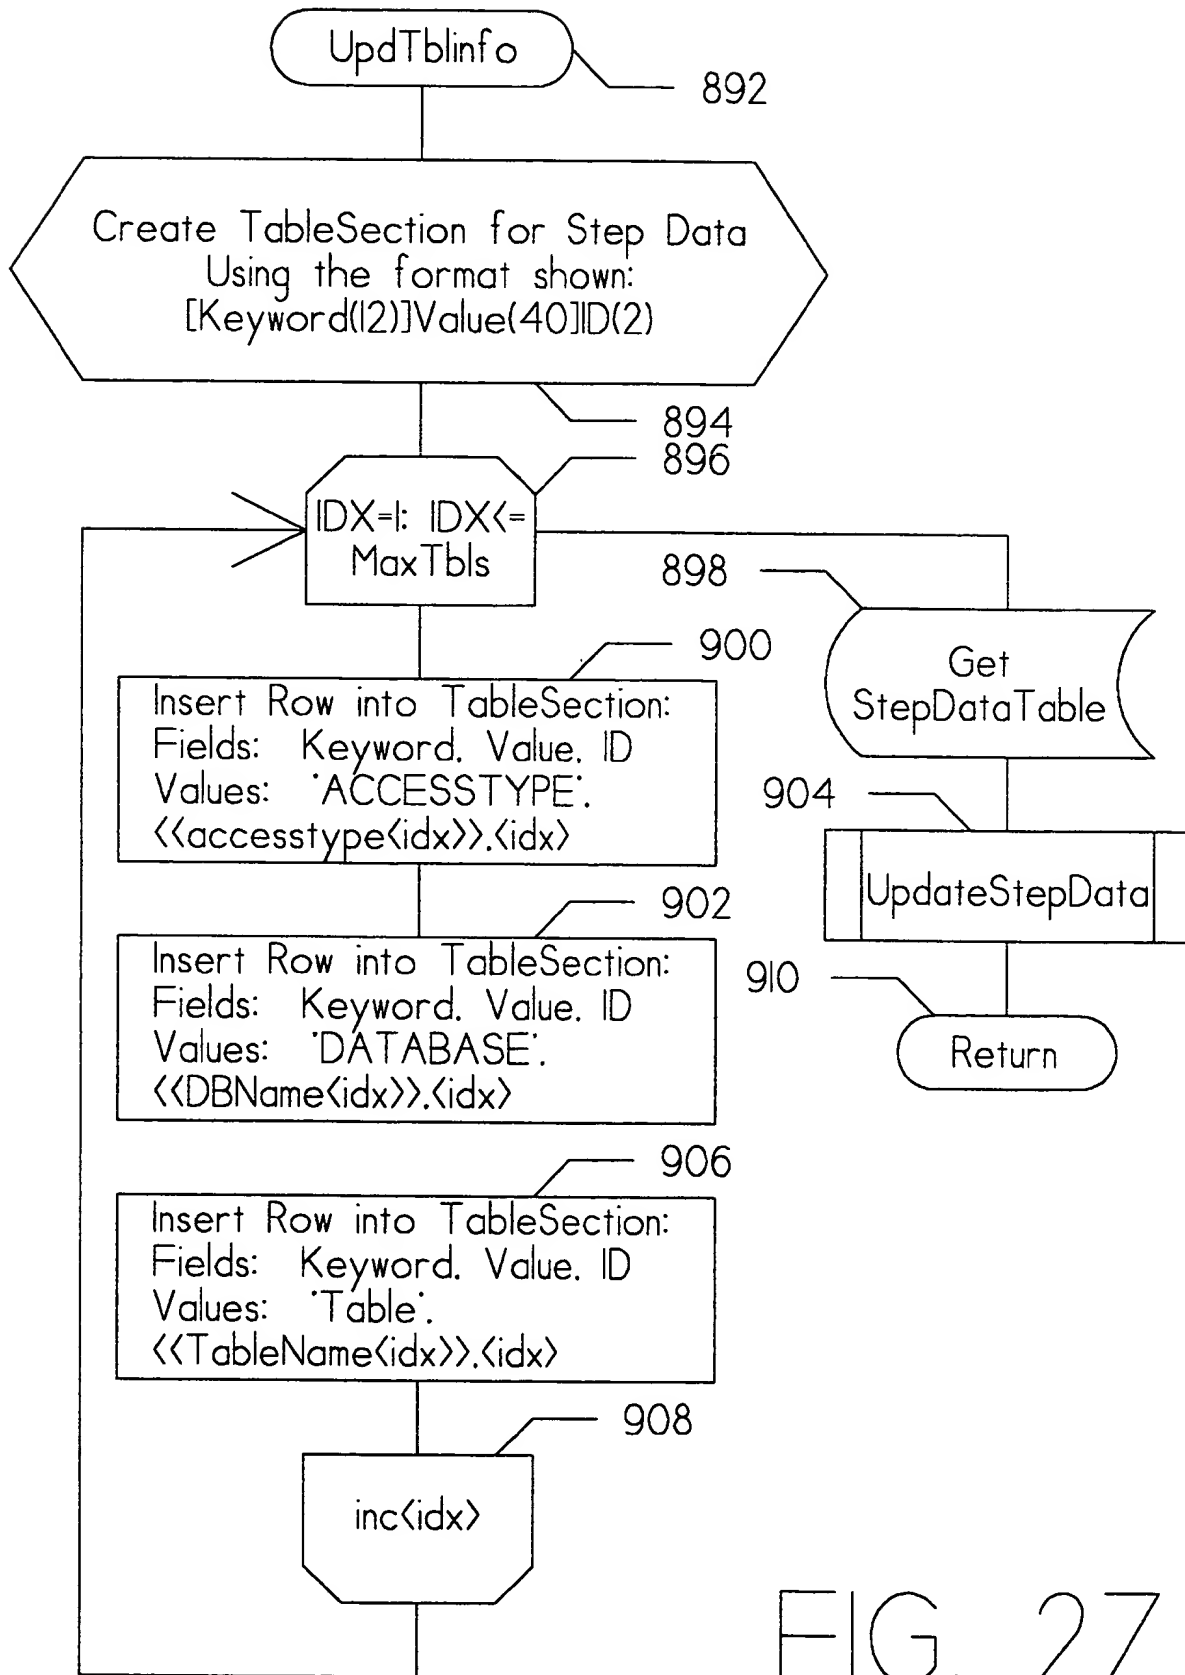 UpdTblinfo
892
Create TableSection for Step Data
Using the format shown:
[Keyword(12)]Value(40]ID(2)
894
896
IDX=1: IDX<=
MaxTbls
898
Get
StepDataTable
900
Insert Row into TableSection:
Fields: Keyword. Value. ID
Values: 'ACCESSTYPE'.
<<accesstype<idx>>.<idx>
904
UpdateStepData
902
Insert Row into TableSection:
Fields: Keyword. Value. ID
Values: 'DATABASE'.
<<DBName<idx>>.<idx>
910
Return
906
Insert Row into TableSection:
Fields: Keyword. Value. ID
Values: 'Table'.
<<TableName<idx>>.<idx>
908
inc<idx>
FIG. 27